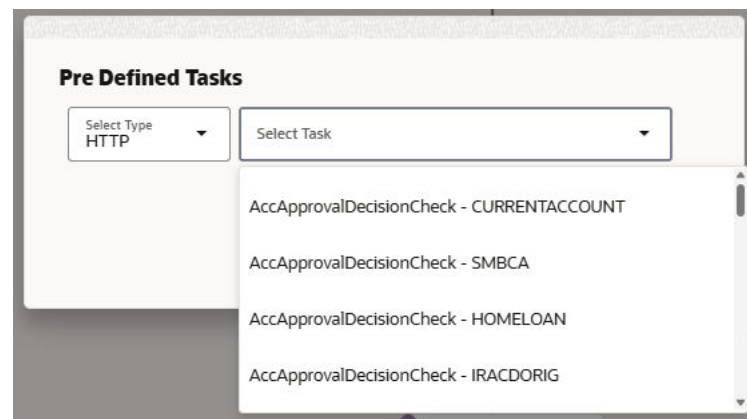 Pre Defined Tasks
Select Type
HTTP
Select Task
AccApprovalDecisionCheck - CURRENTACCOUNT
AccApprovalDecisionCheck - SMBCA
AccApprovalDecisionCheck - HOMELOAN
AccApprovalDecisionCheck - IRACDORIG